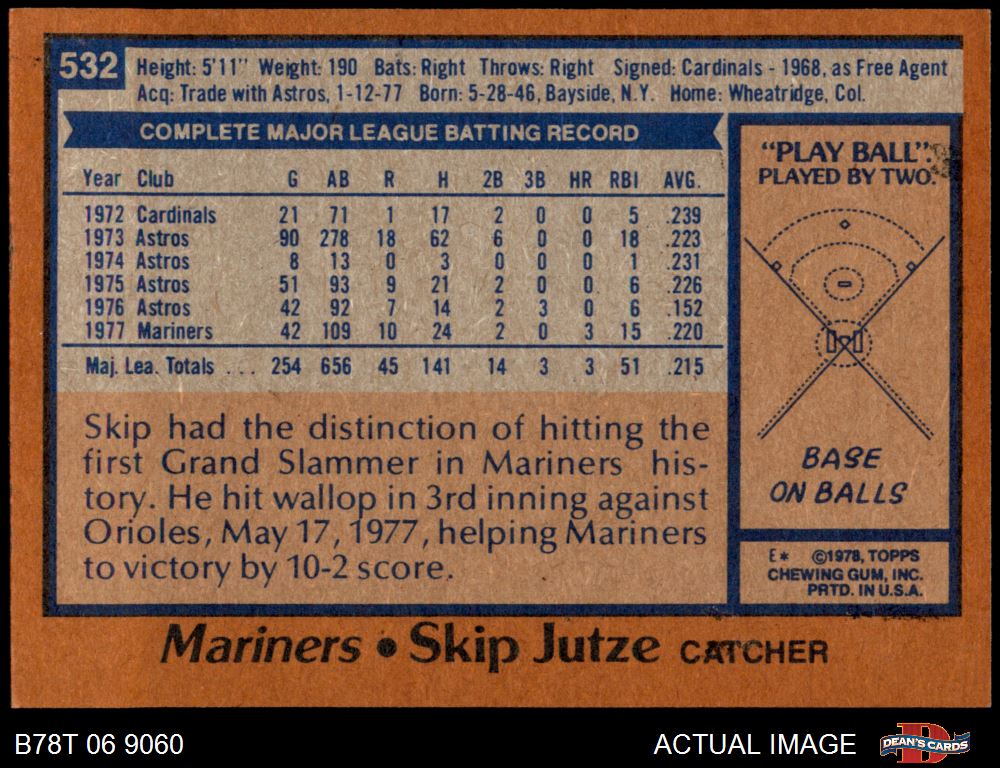 532
Height: 5'11" Weight: 190 Bats: Right Throws: Right Signed: Cardinals - 1968, as Free Agent
Acq: Trade with Astros, 1-12-77 Born: 5-28-46, Bayside, N.Y. Home: Wheatridge, Col.
COMPLETE MAJOR LEAGUE BATTING RECORD
Year Club G AB R H 2B 3B HR RBI AVG.
1972 Cardinals 21 71 1 17 2 0 0 5 .239
1973 Astros 90 278 18 62 6 0 0 18 .223
1974 Astros 8 13 0 3 0 0 0 1 .231
1975 Astros 51 93 9 21 2 0 0 6 .226
1976 Astros 42 92 7 14 2 3 0 6 .152
1977 Mariners 42 109 10 24 2 0 3 15 .220
Maj. Lea. Totals . . . 254 656 45 141 14 3 3 51 .215
Skip had the distinction of hitting the
first Grand Slammer in Mariners his-
tory. He hit wallop in 3rd inning against
Orioles, May 17, 1977, helping Mariners
to victory by 10-2 score.
"PLAY BALL":
PLAYED BY TWO.
BASE
ON BALLS
E* ©1978, TOPPS
CHEWING GUM, INC.
PRTD. IN U.S.A.
Mariners • Skip Jutze CATCHER
B78T 06 9060
ACTUAL IMAGE
DEAN'S CARDS